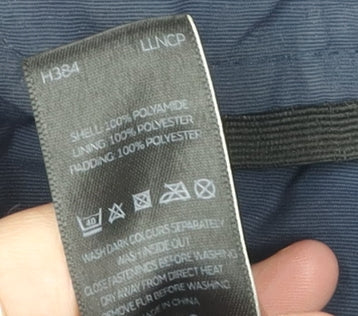 H384 LLNCP
SHELL: 100% POLYAMIDE
LINING: 100% POLYESTER
PADDING: 100% POLYESTER
40
WASH DARK COLOURS SEPARATELY
WASH INSIDE OUT
CLOSE FASTENINGS BEFORE WASHING
DRY AWAY FROM DIRECT HEAT
REMOVE FUR BEFORE WASHING
MADE IN CHINA